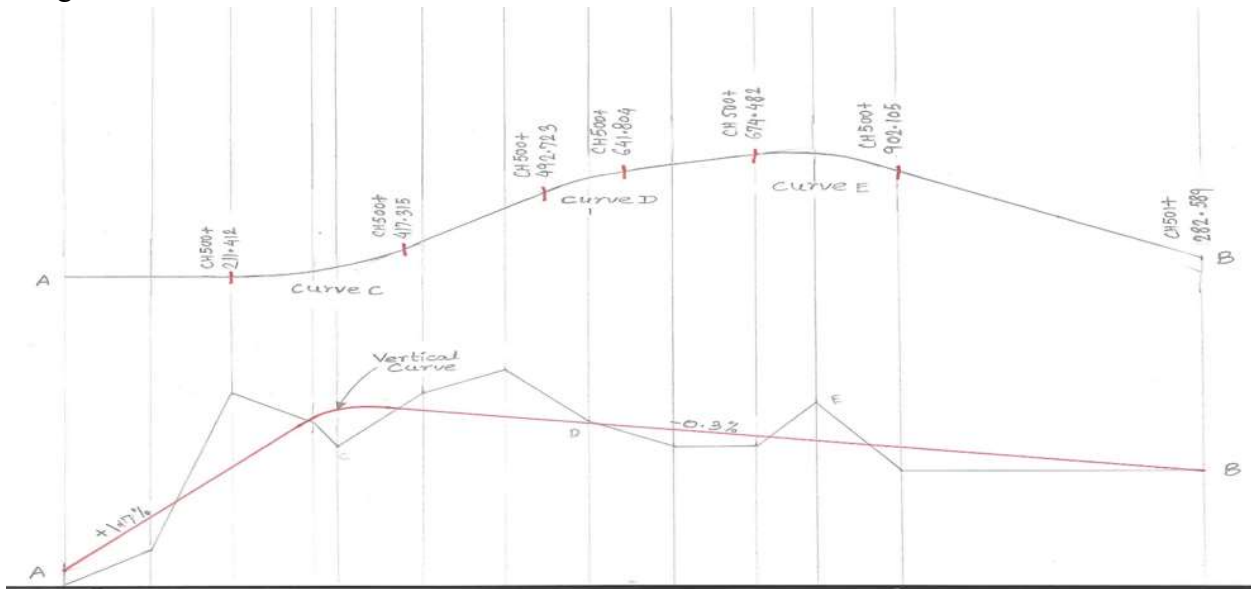 CH500+
211.412
CH500+
417.315
CH500+
492.723
CH500+
641.804
CH500+
674.482
CH500+
902.105
CH501+
282.589
A
Curve C
Curve D
Curve E
B
Vertical
Curve
C
D
-0.3%
E
B
A